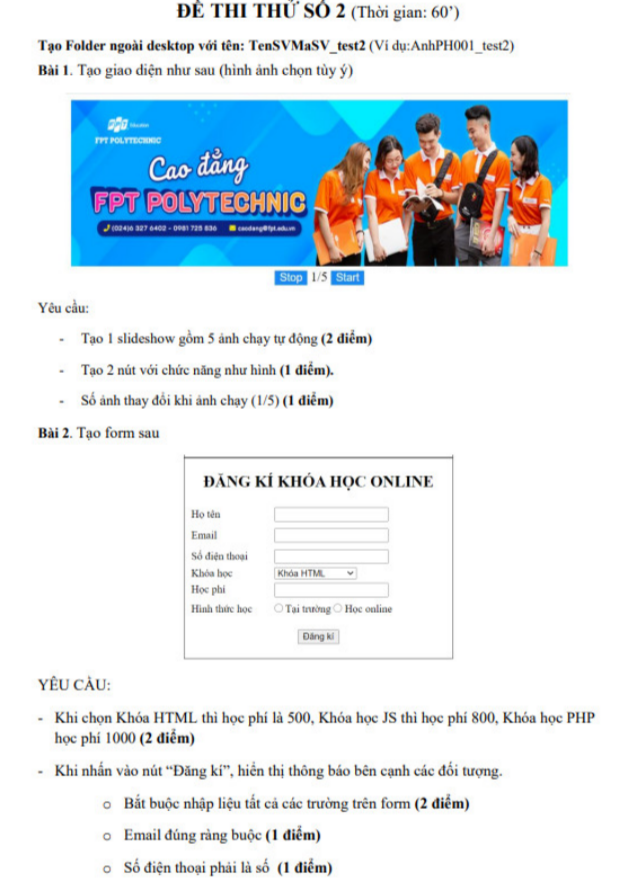 ĐỀ THI THỬ SỐ 2 (Thời gian: 60’)
Tạo Folder ngoài desktop với tên: TenSVMaSV_test2 (Ví dụ:AnhPH001_test2)
Bài 1. Tạo giao diện như sau (hình ảnh chọn tùy ý)
FPT Education
FPT POLYTECHNIC
Cao đẳng
FPT POLYTECHNIC
(024)6 327 6402 - 0981 725 836 caodang@fpt.edu.vn
Stop 1/5 Start
Yêu cầu:
- Tạo 1 slideshow gồm 5 ảnh chạy tự động (2 điểm)
- Tạo 2 nút với chức năng như hình (1 điểm).
- Số ảnh thay đổi khi ảnh chạy (1/5) (1 điểm)
Bài 2. Tạo form sau
ĐĂNG KÍ KHÓA HỌC ONLINE
Họ tên
Email
Số điện thoại
Khóa học Khóa HTML
Học phí
Hình thức học Tại trường Học online
Đăng kí
YÊU CẦU:
- Khi chọn Khóa HTML thì học phí là 500, Khóa học JS thì học phí 800, Khóa học PHP
học phí 1000 (2 điểm)
- Khi nhấn vào nút “Đăng kí”, hiển thị thông báo bên cạnh các đối tượng.
o Bắt buộc nhập liệu tất cả các trường trên form (2 điểm)
o Email đúng ràng buộc (1 điểm)
o Số điện thoại phải là số (1 điểm)